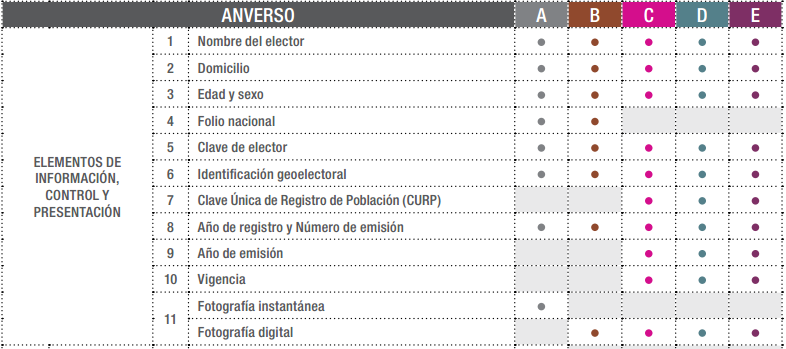 ANVERSO A B C D E
1 Nombre del elector ● ● ● ● ●
2 Domicilio ● ● ● ● ●
3 Edad y sexo ● ● ● ● ●
4 Folio nacional ● ●
5 Clave de elector ● ● ● ● ●
6 Identificación geoelectoral ● ● ● ● ●
7 Clave Única de Registro de Población (CURP) ● ● ●
8 Año de registro y Número de emisión ● ● ● ● ●
9 Año de emisión ● ● ●
10 Vigencia ● ● ●
11 Fotografía instantánea ●
Fotografía digital ● ● ● ●
ELEMENTOS DE
INFORMACIÓN,
CONTROL Y
PRESENTACIÓN